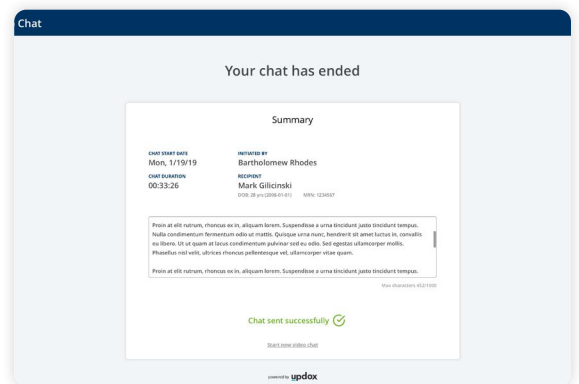 Chat
Your chat has ended
Summary
CHAT START DATE
Mon, 1/19/19
INITIATED BY
Bartholomew Rhodes
CHAT DURATION
00:33:26
RECIPIENT
Mark Gilicinski
DOB: 28 yrs (2008-01-01) MRN: 1234567
Proin at elit rutrum, rhoncus ex in, aliquam lorem. Suspendisse a urna tincidunt justo tincidunt tempus.
Nulla condimentum fermentum odio ut mattis. Quisque urna nunc, hendrerit sit amet luctus in, convallis
eu libero. Ut ut quam at lacus condimentum pulvinar sed eu odio. Sed egestas ullamcorper mollis.
Phasellus nisl velit, ultrices rhoncus pellentesque vel, ullamcorper vitae quam.
Proin at elit rutrum, rhoncus ex in, aliquam lorem. Suspendisse a urna tincidunt justo tincidunt tempus.
Max characters 452/1000
Chat sent successfully
Start new video chat
powered by updox